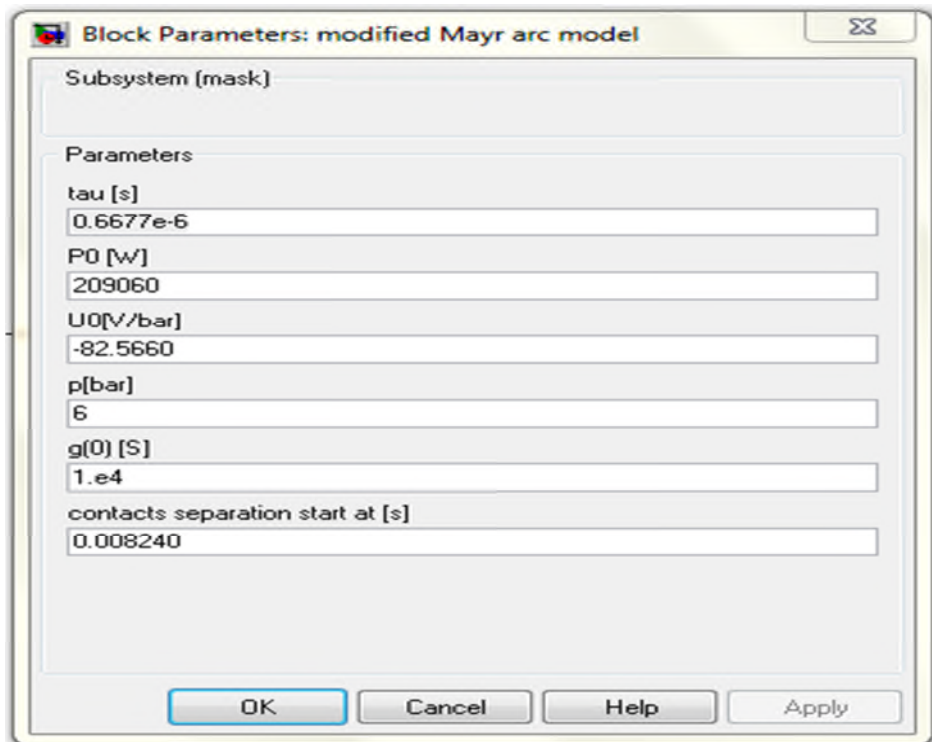 Block Parameters: modified Mayr arc model
Subsystem (mask)
Parameters
tau [s]
0.6677e-6
P0 [W]
209060
U0[V/bar]
-82.5660
p[bar]
6
g(0) [S]
1.e4
contacts separation start at [s]
0.008240
OK Cancel Help Apply